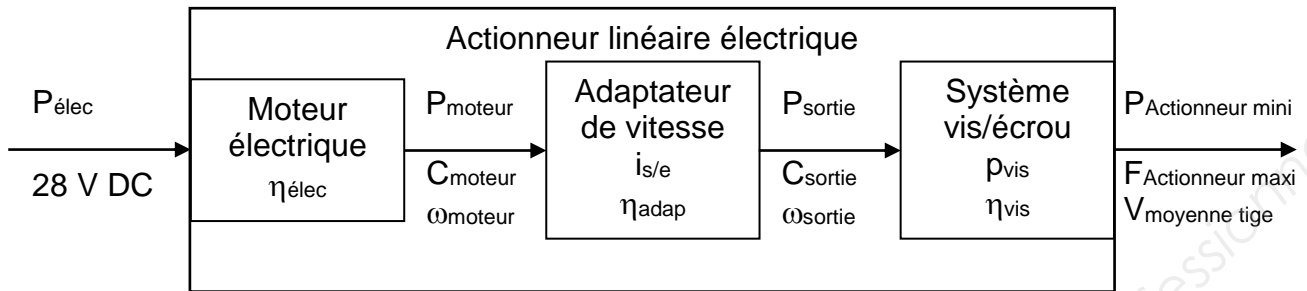 Actionneur linéaire électrique
Pélec
28 V DC
Moteur
électrique
ηélec
Pmoteur
Cmoteur
ωmoteur
Adaptateur
de vitesse
is/e
ηadap
Psortie
Csortie
ωsortie
Système
vis/écrou
pvis
ηvis
PActionneur mini
FActionneur maxi
Vmoyenne tige